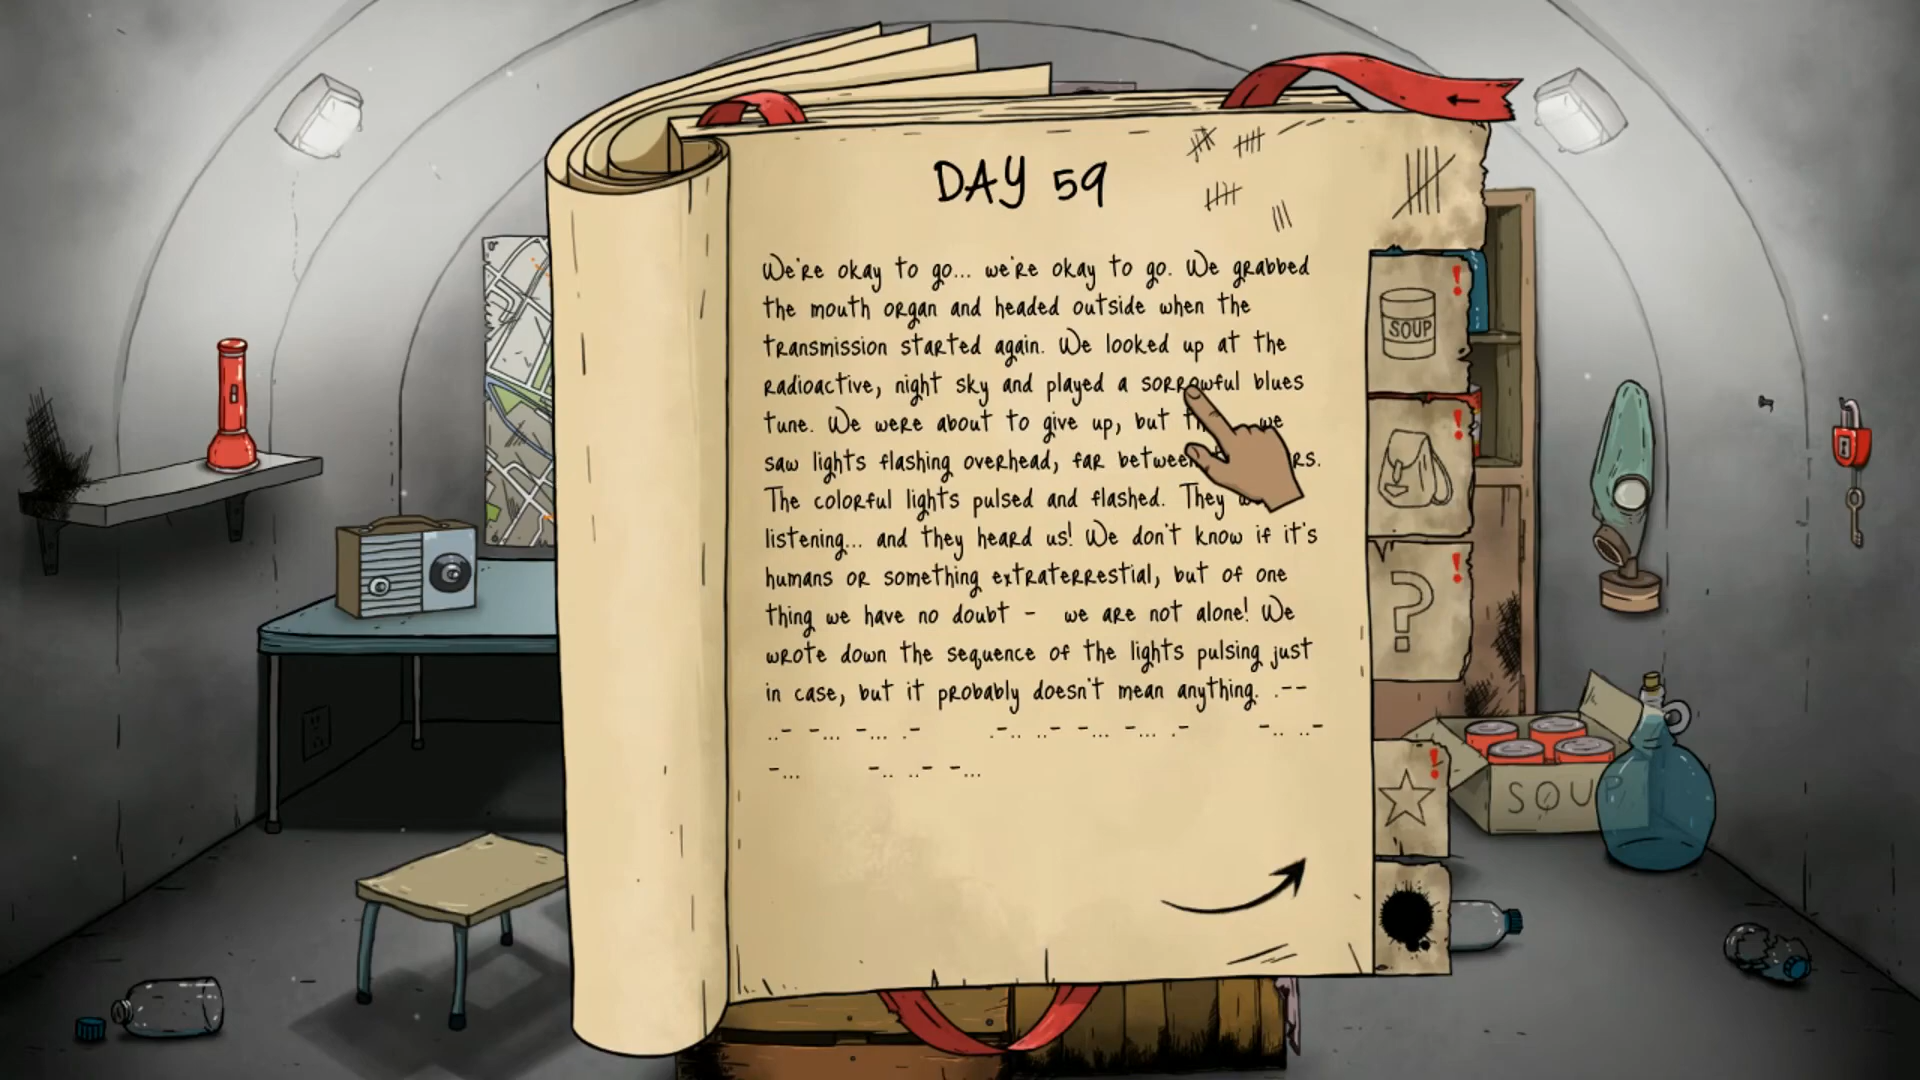 DAY 59
We're okay to go... we're okay to go. We grabbed
the mouth organ and headed outside when the
transmission started again. We looked up at the
radioactive, night sky and played a sorrowful blues
tune. We were about to give up, but we
saw lights flashing overhead, far between
The colorful lights pulsed and flashed. They
listening... and they heard us! We don't know if it's
humans or something extraterrestial, but of one
thing we have no doubt - we are not alone! We
wrote down the sequence of the lights pulsing just
in case, but it probably doesn't mean anything. .--
..- -... -... .- .-.. ..- -... -... .- -.. ..-
-... -.. ..- -...
SOUP
SOUP